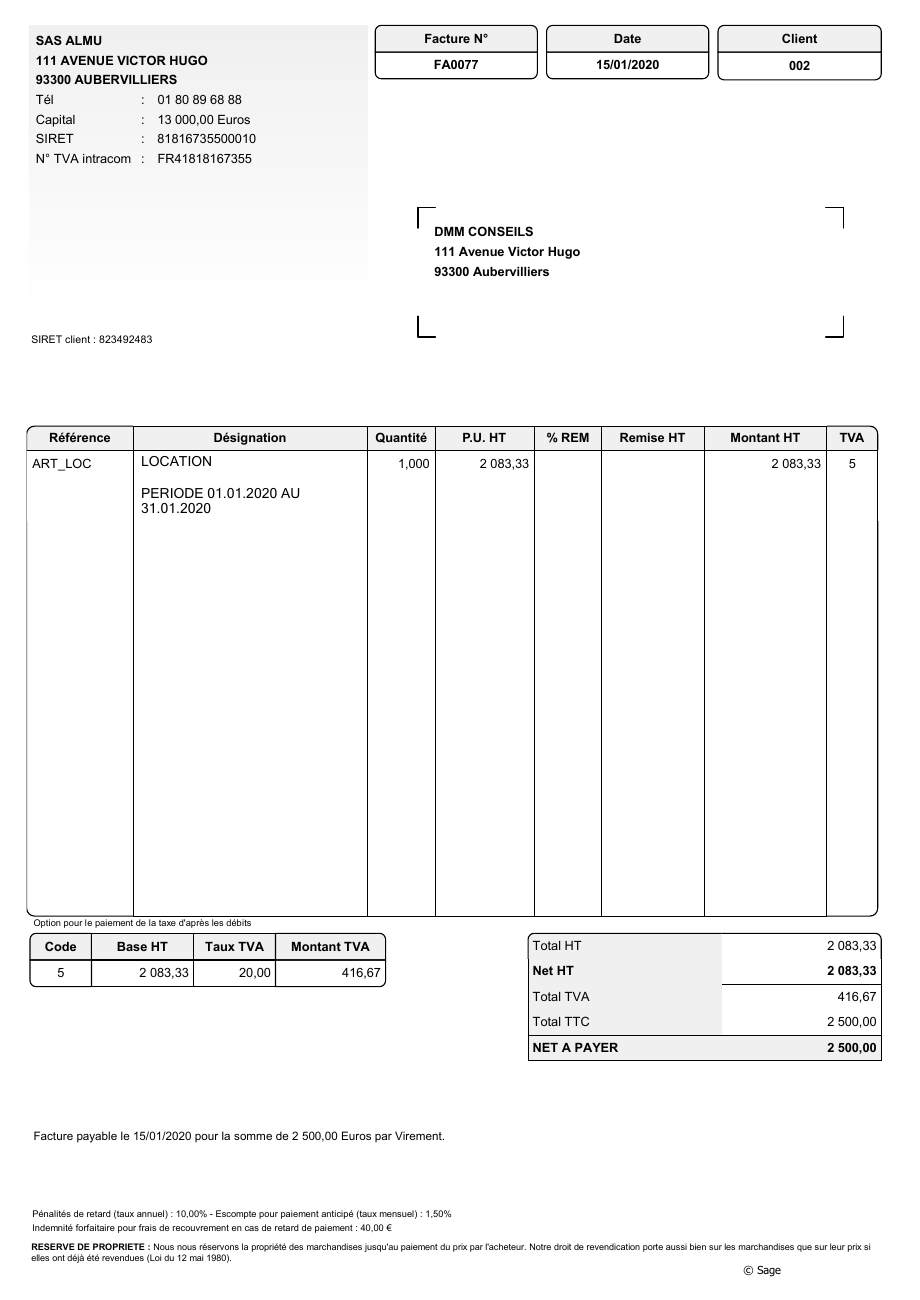 SAS ALMU
111 AVENUE VICTOR HUGO
93300 AUBERVILLIERS
Tél : 01 80 89 68 88
Capital : 13 000,00 Euros
SIRET : 81816735500010
N° TVA intracom : FR41818167355
Facture N° Date Client
FA0077 15/01/2020 002
DMM CONSEILS
111 Avenue Victor Hugo
93300 Aubervilliers
SIRET client : 823492483
Référence Désignation Quantité P.U. HT % REM Remise HT Montant HT TVA
ART_LOC LOCATION 1,000 2 083,33 2 083,33 5
PERIODE 01.01.2020 AU
31.01.2020
Option pour le paiement de la taxe d'après les débits
Code Base HT Taux TVA Montant TVA
5 2 083,33 20,00 416,67
Total HT 2 083,33
Net HT 2 083,33
Total TVA 416,67
Total TTC 2 500,00
NET A PAYER 2 500,00
Facture payable le 15/01/2020 pour la somme de 2 500,00 Euros par Virement.
Pénalités de retard (taux annuel) : 10,00% - Escompte pour paiement anticipé (taux mensuel) : 1,50%
Indemnité forfaitaire pour frais de recouvrement en cas de retard de paiement : 40,00 €
RESERVE DE PROPRIETE : Nous nous réservons la propriété des marchandises jusqu'au paiement du prix par l'acheteur. Notre droit de revendication porte aussi bien sur les marchandises que sur leur prix si
elles ont déjà été revendues (Loi du 12 mai 1980).
© Sage